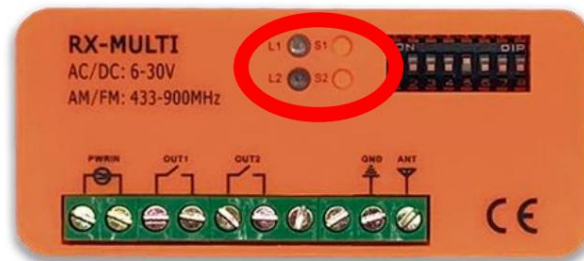 RX-MULTI
AC/DC: 6-30V
AM/FM: 433-900MHz
L1 S1
L2 S2
ON DIP
PWRIN OUT1 OUT2 GND ANT
CE